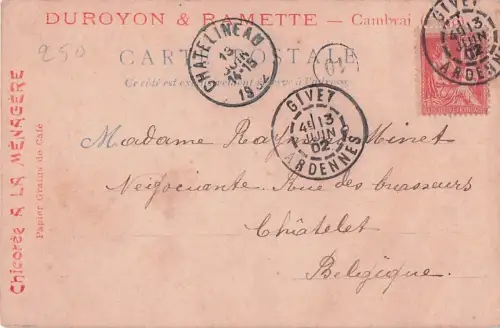 DUROYON & RAMETTE — Cambrai
250
CARTE POSTALE
Ce côté est exclusivement réservé à l'adresse.
CHATELINEAU
13
JUIN
GIVET
4E 13
JUIN
02
ARDENNES
GIVET
4E 13
JUIN
02
ARDENNES
Madame Minet
Négociante Rue des brasseurs
Châtelet
Belgique
Chicorée A LA MÉNAGÈRE
Papier Grains de Café